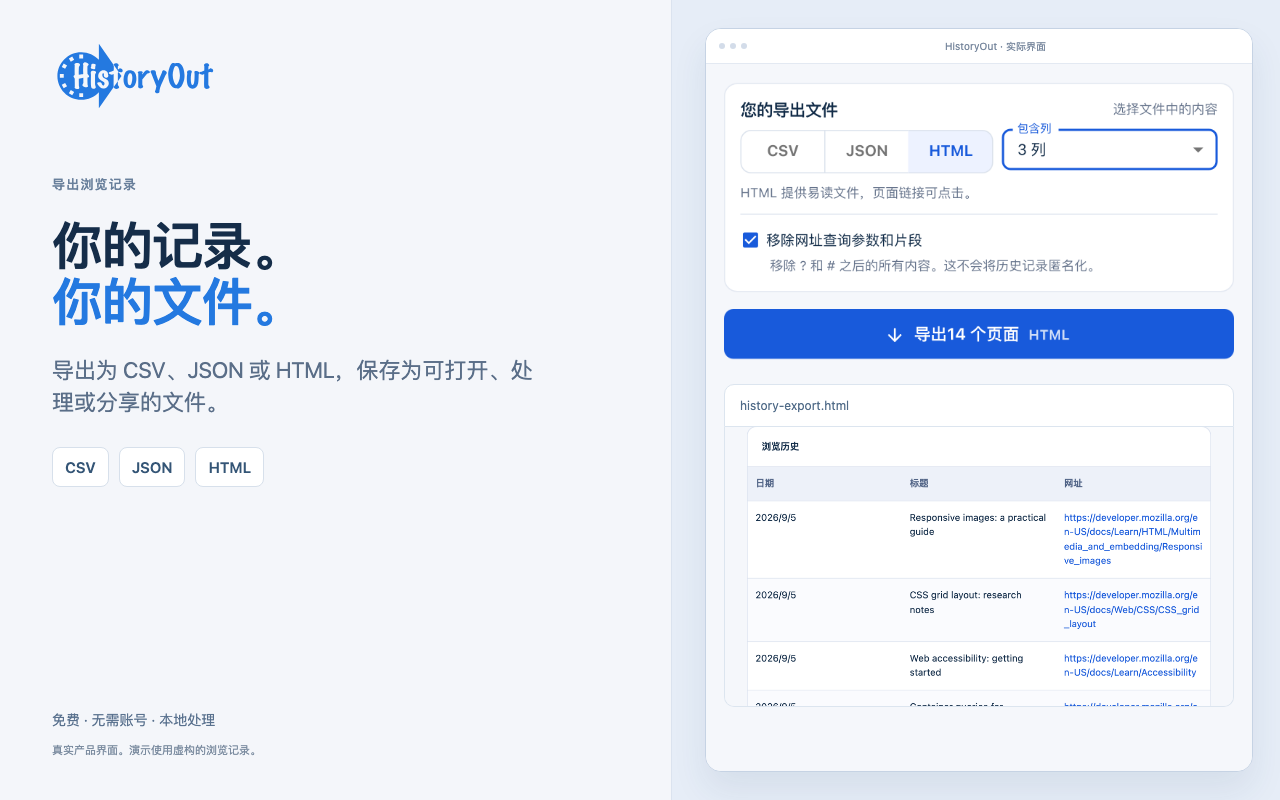 HistoryOut
导出浏览记录
你的记录。
你的文件。
导出为 CSV、JSON 或 HTML，保存为可打开、处
理或分享的文件。
CSV
JSON
HTML
免费 · 无需账号 · 本地处理
真实产品界面。演示使用虚构的浏览记录。
HistoryOut · 实际界面
您的导出文件
选择文件中的内容
CSV
JSON
HTML
包含列
3 列
HTML 提供易读文件，页面链接可点击。
移除网址查询参数和片段
移除 ? 和 # 之后的所有内容。这不会将历史记录匿名化。
导出14 个页面 HTML
history-export.html
浏览历史
日期
标题
网址
2026/9/5
Responsive images: a practical
guide
https://developer.mozilla.org/e
n-US/docs/Learn/HTML/Multim
edia_and_embedding/Responsi
ve_images
2026/9/5
CSS grid layout: research
notes
https://developer.mozilla.org/e
n-US/docs/Web/CSS/CSS_grid
_layout
2026/9/5
Web accessibility: getting
started
https://developer.mozilla.org/e
n-US/docs/Learn/Accessibility